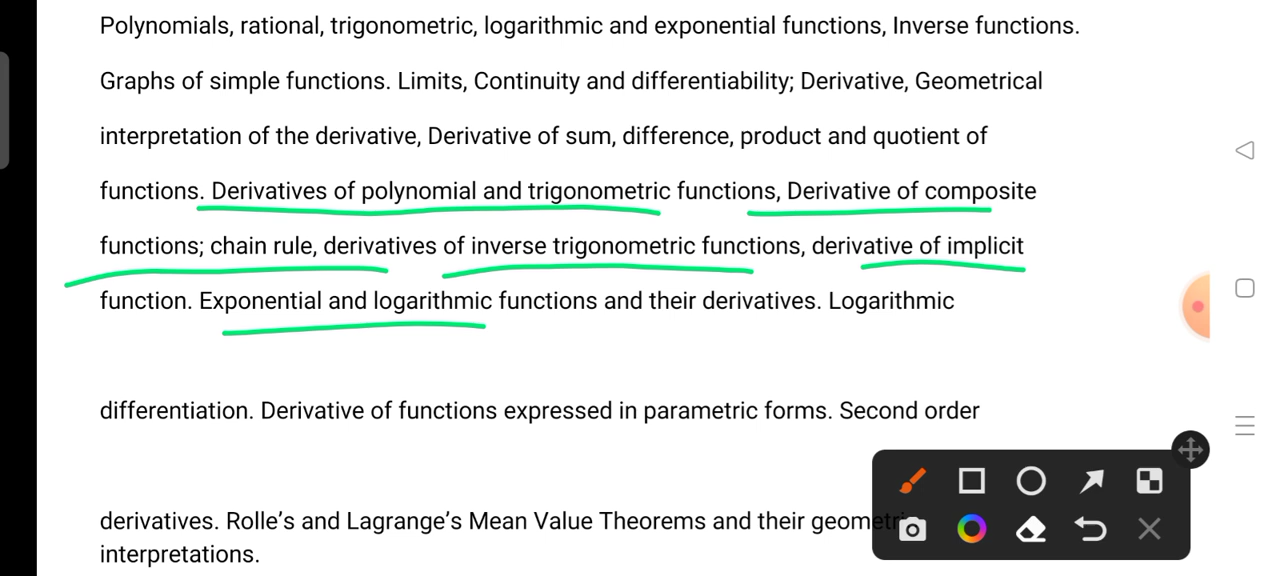 Polynomials, rational, trigonometric, logarithmic and exponential functions, Inverse functions.
Graphs of simple functions. Limits, Continuity and differentiability; Derivative, Geometrical
interpretation of the derivative, Derivative of sum, difference, product and quotient of
functions. Derivatives of polynomial and trigonometric functions, Derivative of composite
functions; chain rule, derivatives of inverse trigonometric functions, derivative of implicit
function. Exponential and logarithmic functions and their derivatives. Logarithmic
differentiation. Derivative of functions expressed in parametric forms. Second order
derivatives. Rolle’s and Lagrange’s Mean Value Theorems and their
interpretations.